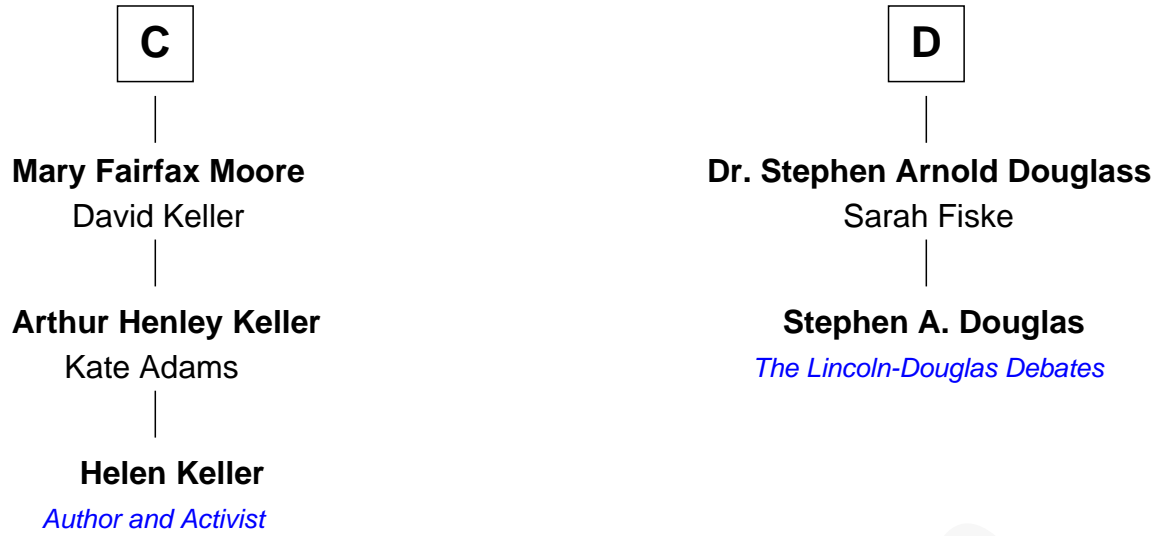 C
Mary Fairfax Moore
David Keller
Arthur Henley Keller
Kate Adams
Helen Keller
Author and Activist
D
Dr. Stephen Arnold Douglass
Sarah Fiske
Stephen A. Douglas
The Lincoln-Douglas Debates